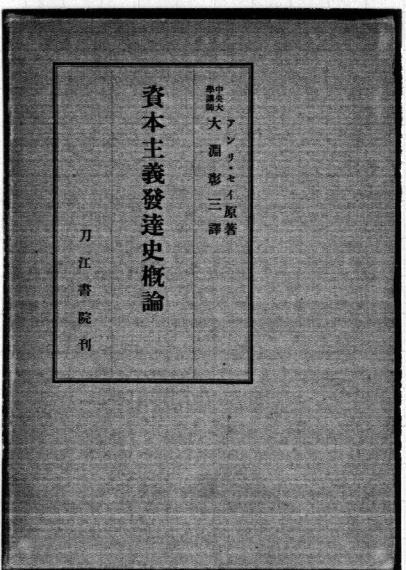 アンリ・セイ原著
中央大學講師 大淵彰三譯
資本主義發達史概論
刀江書院刊